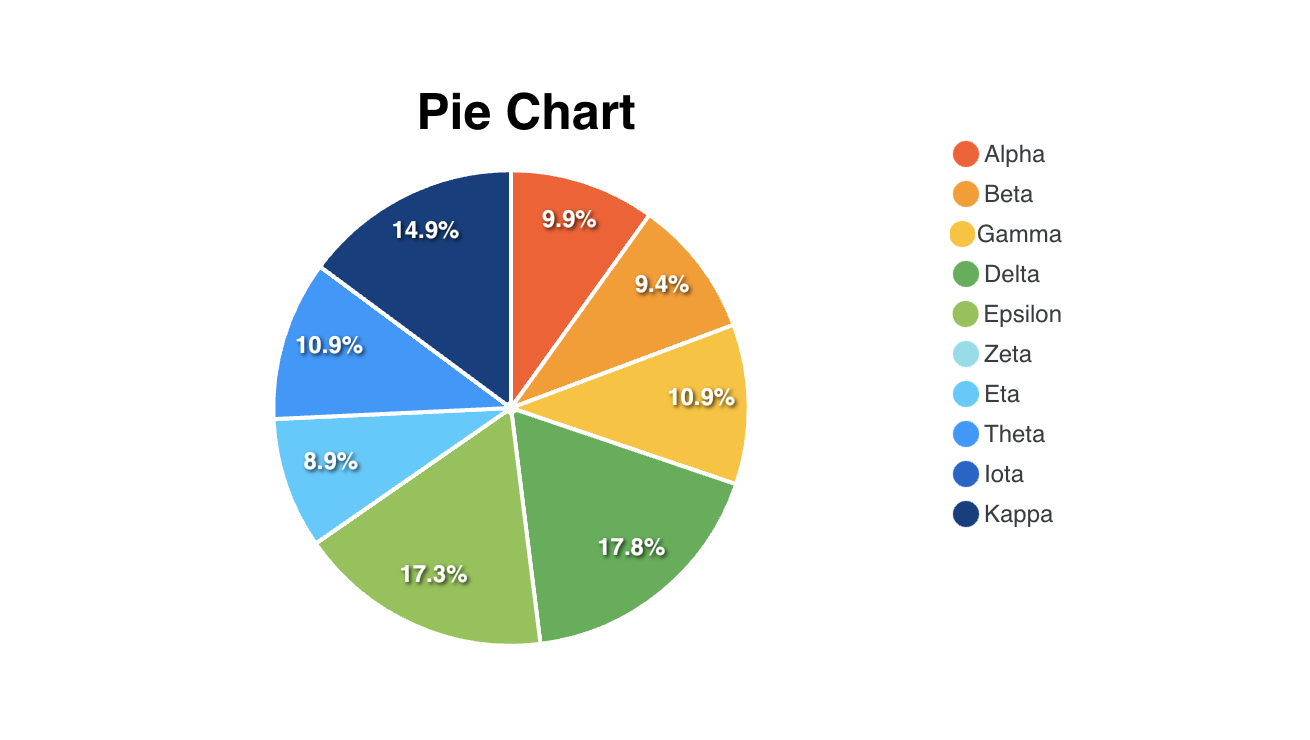 Pie Chart
9.9%
9.4%
10.9%
17.8%
17.3%
8.9%
10.9%
14.9%
Alpha
Beta
Gamma
Delta
Epsilon
Zeta
Eta
Theta
Iota
Kappa